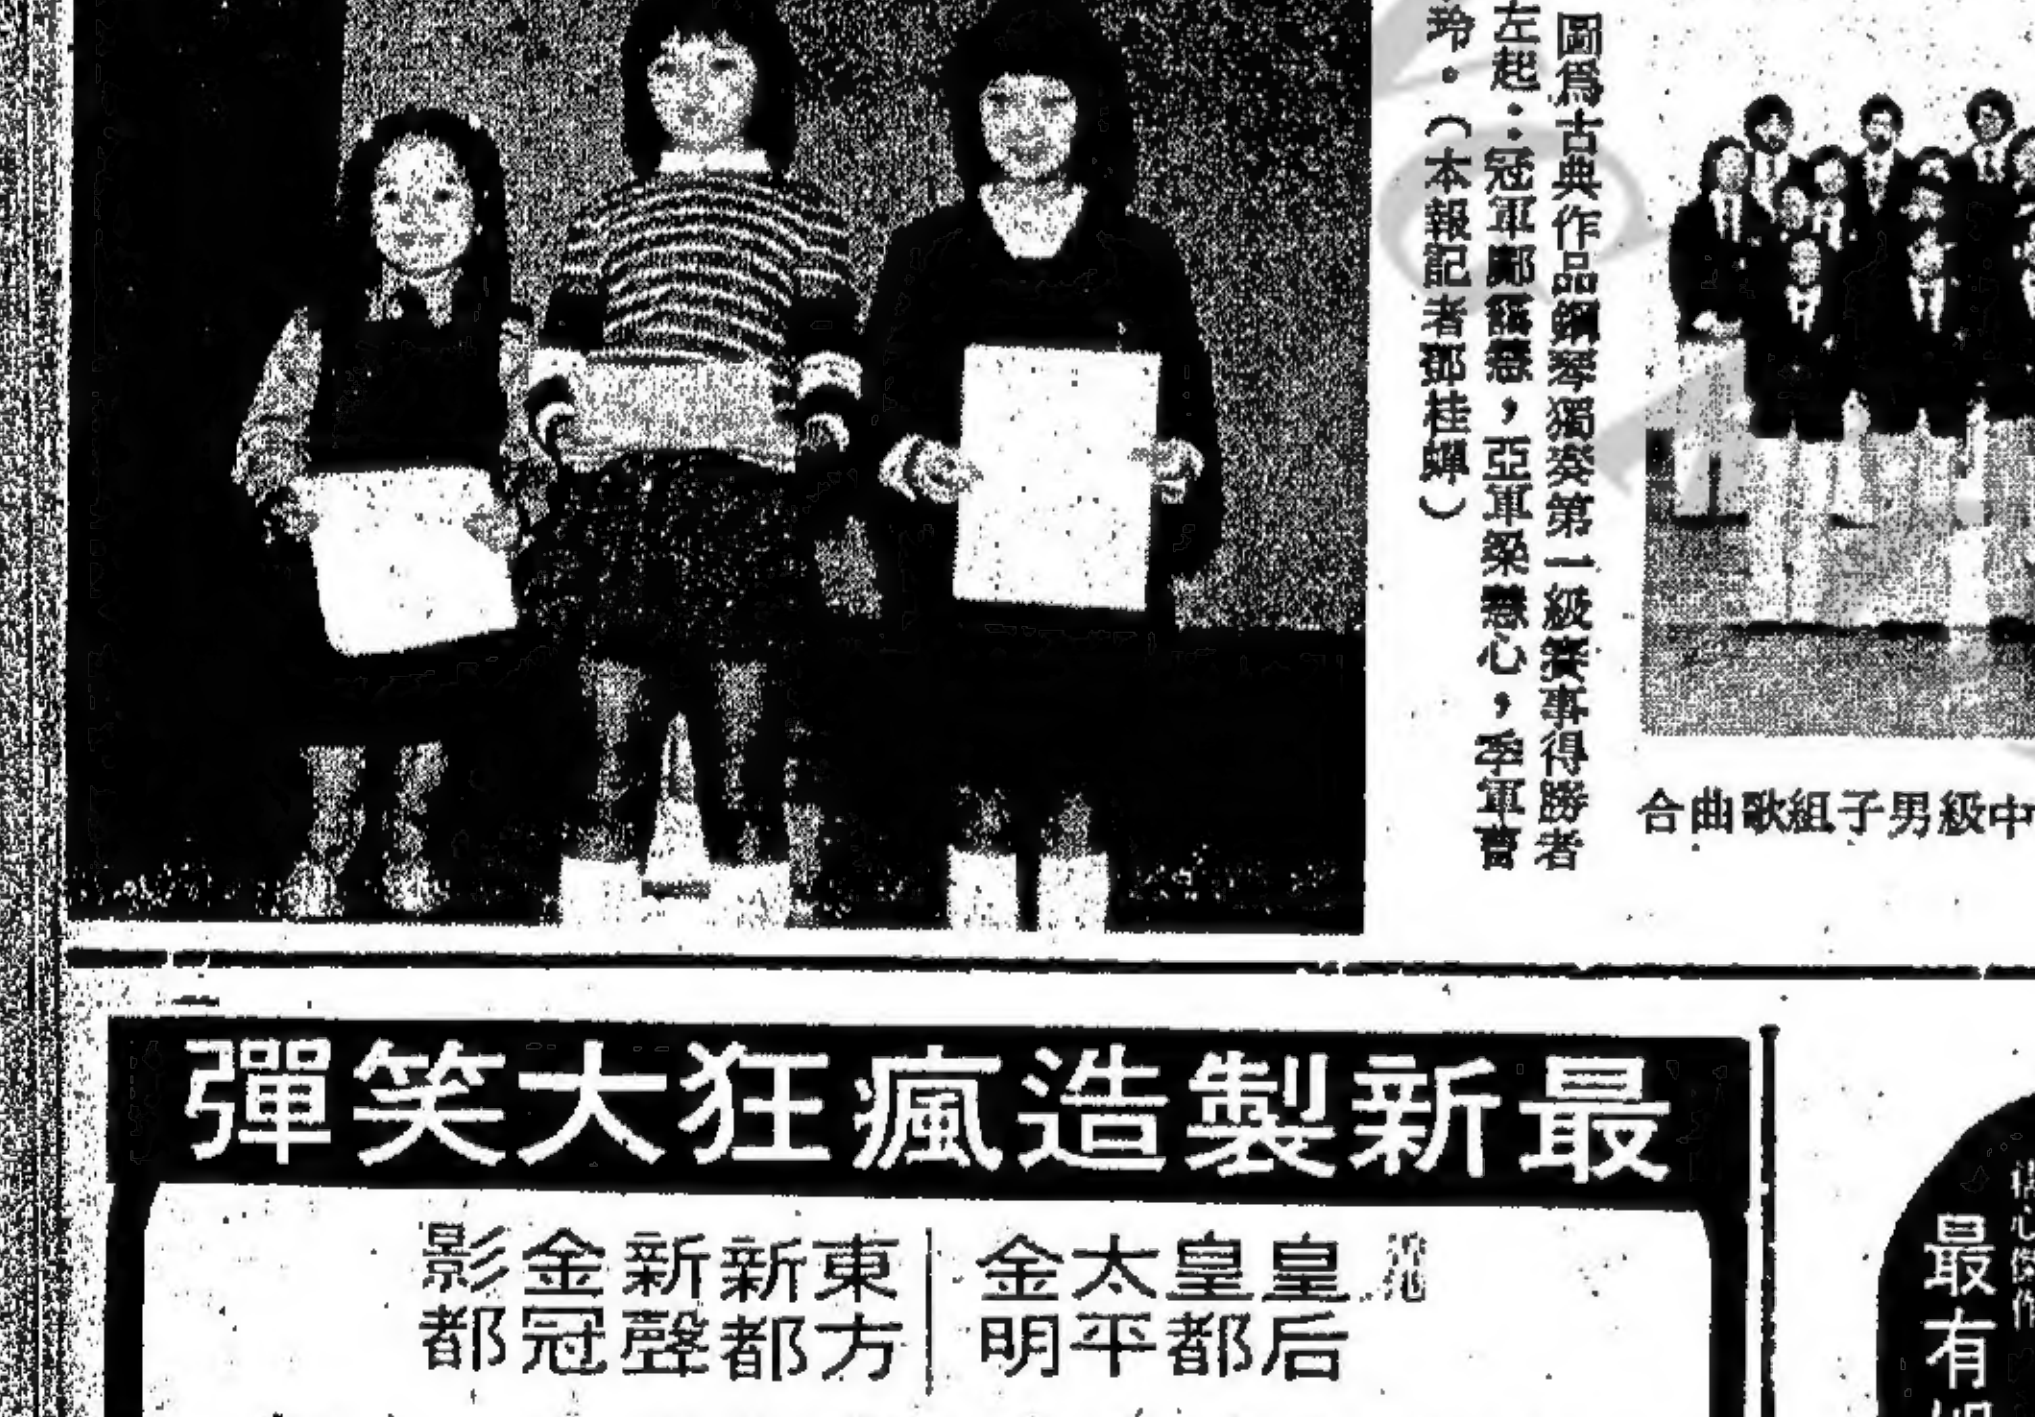 圖爲古典作品鋼琴獨奏第一級賽事得勝者
左起：冠軍鄺 ，亞軍梁慧心，季軍曹
玲。（本報記者鄧桂嬋）
中級男子組歌曲合
最新製造瘋狂大笑彈
皇后 皇都 太平 金明
東方 新都 新聲 金冠 影都
最有